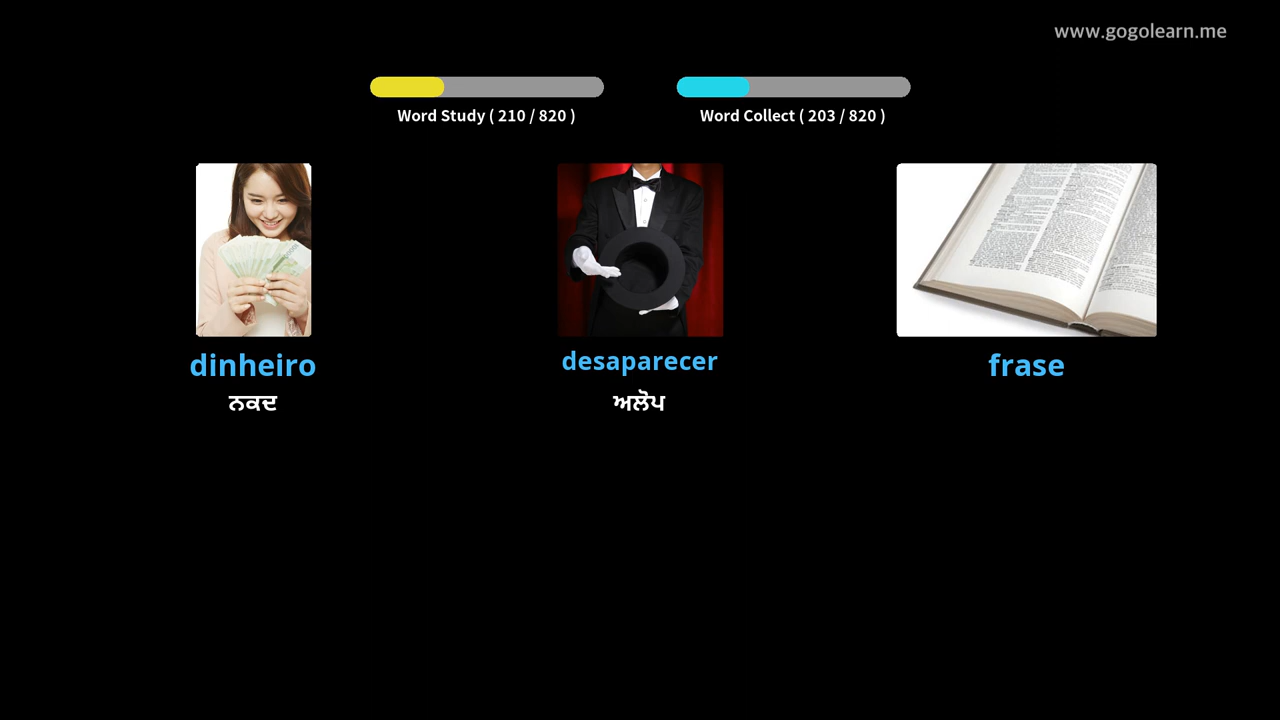 www.gogolearn.me
Word Study ( 210 / 820 )
Word Collect ( 203 / 820 )
dinheiro
desaparecer
frase
ਨਕਦ
ਅਲੋਪ